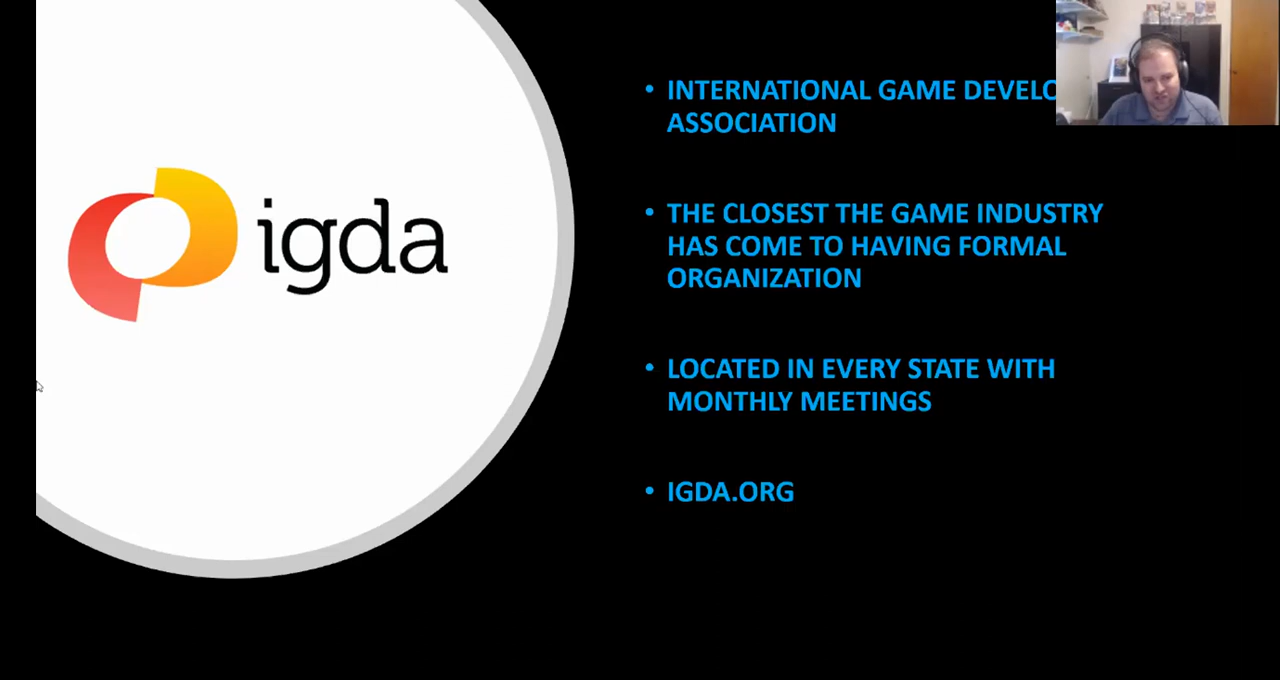 igda
• INTERNATIONAL GAME DEVELO
ASSOCIATION
• THE CLOSEST THE GAME INDUSTRY
HAS COME TO HAVING FORMAL
ORGANIZATION
• LOCATED IN EVERY STATE WITH
MONTHLY MEETINGS
• IGDA.ORG